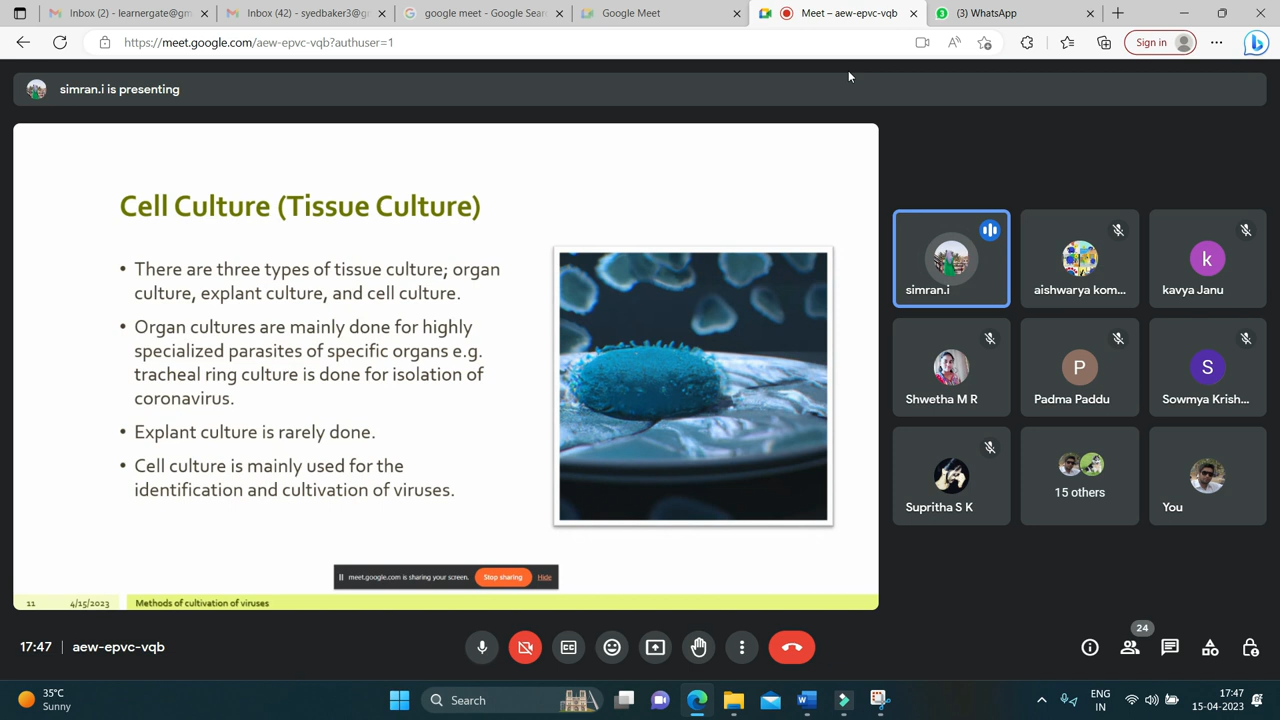 Inbox (2) - learnergate@gm
Inbox (42) - syedbaker3@g
google meet - Google Sear
Google Meet
Meet – aew-epvc-vqb
(3) WhatsApp
https://meet.google.com/aew-epvc-vqb?authuser=1
Sign in
simran.i is presenting
Cell Culture (Tissue Culture)
• There are three types of tissue culture; organ
culture, explant culture, and cell culture.
• Organ cultures are mainly done for highly
specialized parasites of specific organs e.g.
tracheal ring culture is done for isolation of
coronavirus.
• Explant culture is rarely done.
• Cell culture is mainly used for the
identification and cultivation of viruses.
meet.google.com is sharing your screen. Stop sharing Hide
11 4/15/2023 Methods of cultivation of viruses
simran.i
aishwarya kom...
k
kavya Janu
Shwetha M R
P
Padma Paddu
S
Sowmya Krish...
Supritha S K
15 others
You
17:47 | aew-epvc-vqb
24
35°C
Sunny
Search
ENG
IN
17:47
15-04-2023